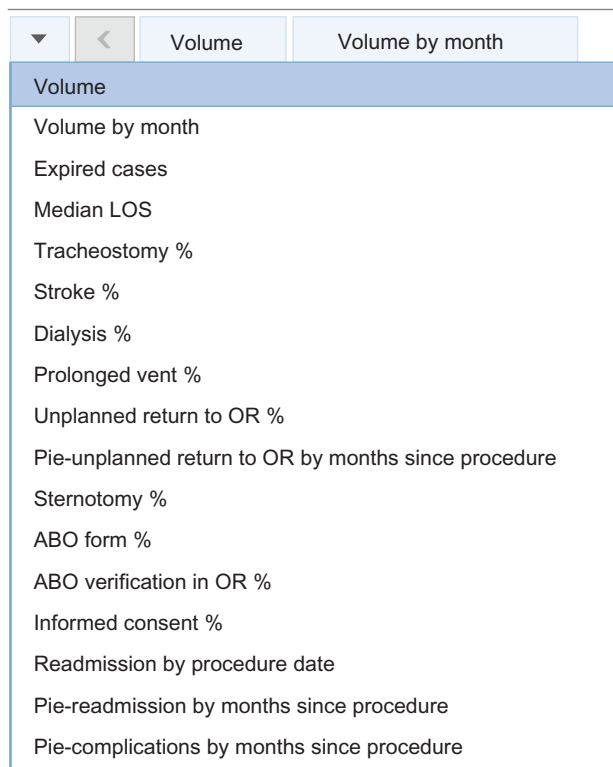 Volume Volume by month
Volume
Volume by month
Expired cases
Median LOS
Tracheostomy %
Stroke %
Dialysis %
Prolonged vent %
Unplanned return to OR %
Pie-unplanned return to OR by months since procedure
Sternotomy %
ABO form %
ABO verification in OR %
Informed consent %
Readmission by procedure date
Pie-readmission by months since procedure
Pie-complications by months since procedure